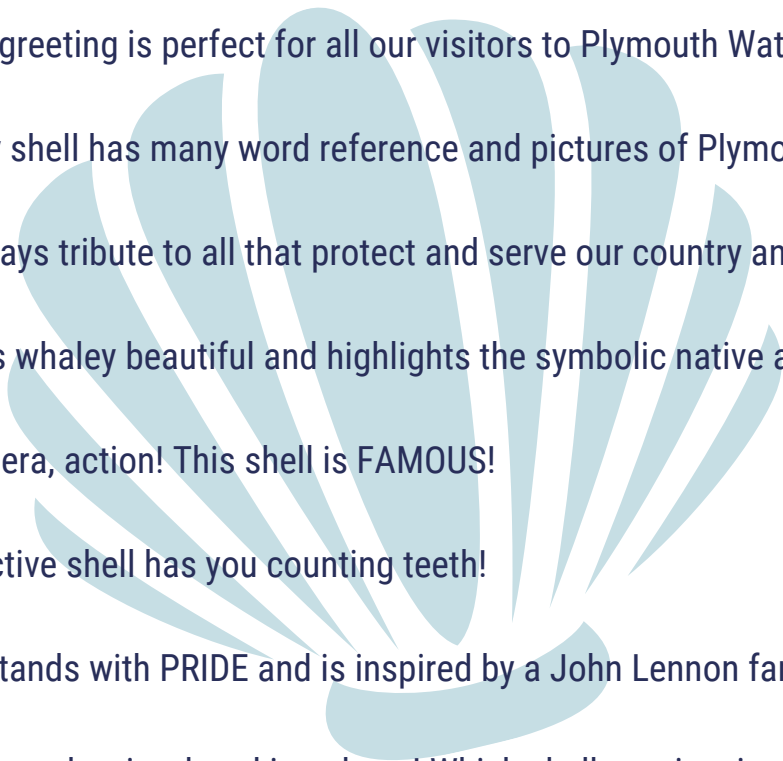 greeting is perfect for all our visitors to Plymouth Wat
shell has many word reference and pictures of Plymo
ays tribute to all that protect and serve our country an
s whaley beautiful and highlights the symbolic native a
era, action! This shell is FAMOUS!
ctive shell has you counting teeth!
tands with PRIDE and is inspired by a John Lennon fan